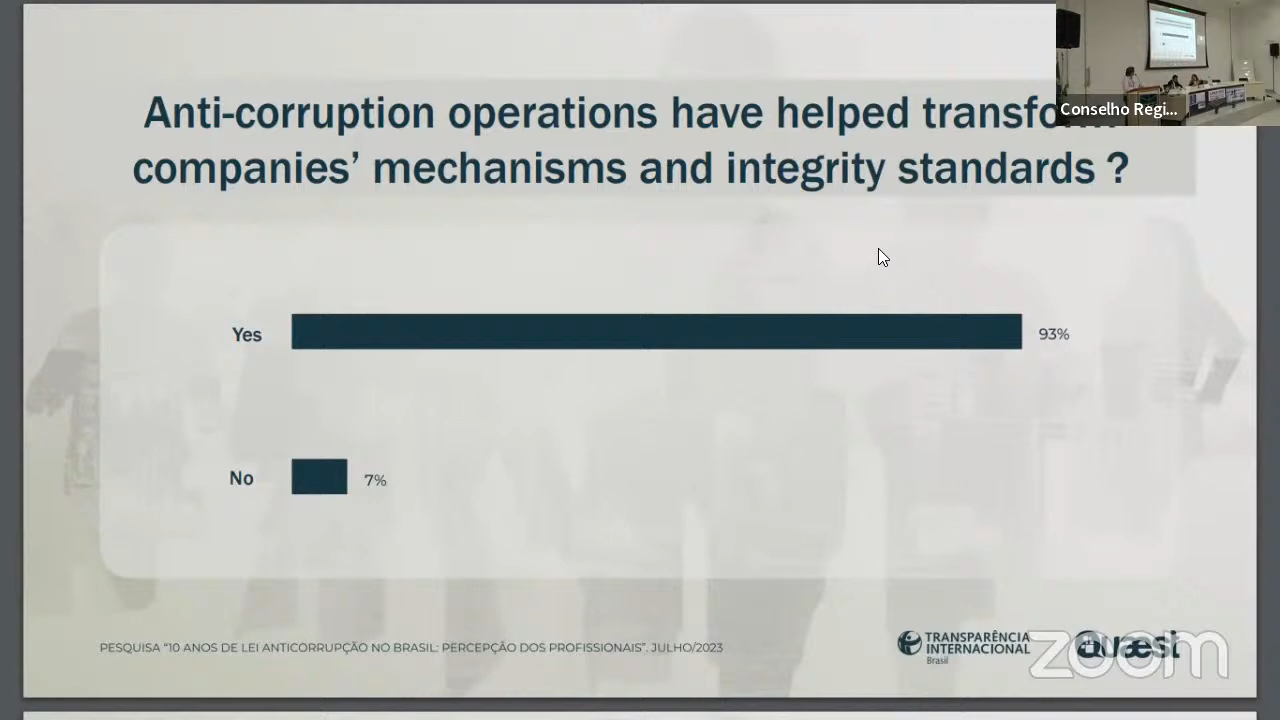 Anti-corruption operations have helped
companies’ mechanisms and integrity standards ?
Conselho Regi...
Yes
93%
No
7%
PESQUISA “10 ANOS DE LEI ANTICORRUPÇÃO NO BRASIL: PERCEPÇÃO DOS PROFISSIONAIS”. JULHO/2023
TRANSPARÊNCIA
INTERNACIONAL
Brasil
Quaest
zoom